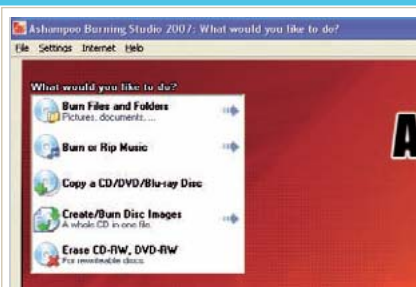 Ashampoo Burning Studio 2007: What would you like to do?
File Settings Internet Help
What would you like to do?
Burn Files and Folders
Pictures, documents, ...
Burn or Rip Music
Copy a CD/DVD/Blu-ray Disc
Create/Burn Disc Images
A whole CD in one file.
Erase CD-RW, DVD-RW
For rewriteable discs.
A